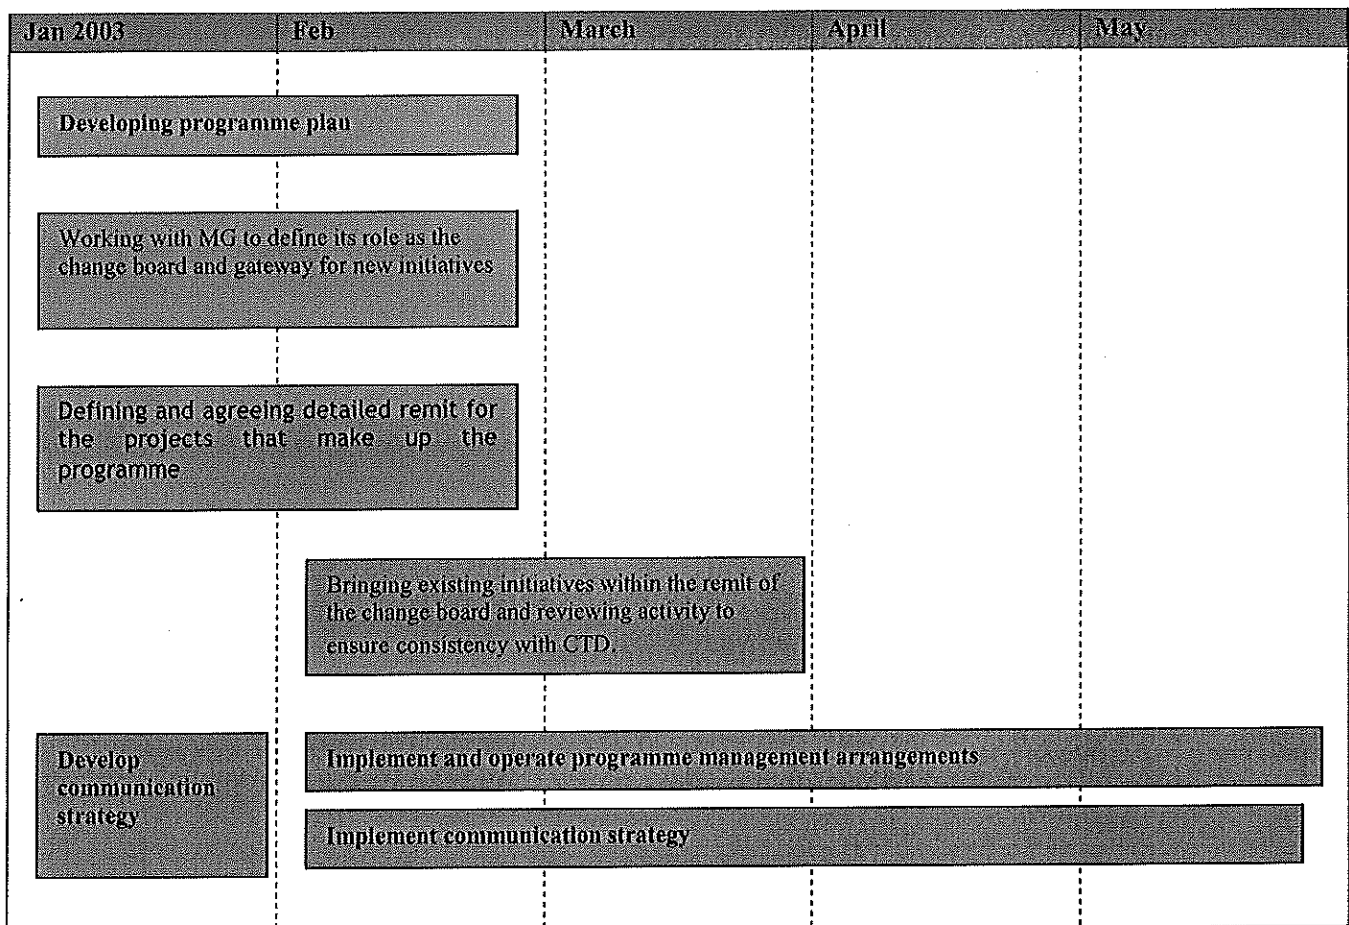 Jan 2003 Feb March April May
Developing programme plan
Working with MG to define its role as the
change board and gateway for new initiatives
Defining and agreeing detailed remit for
the projects that make up the
programme
Bringing existing initiatives within the remit of
the change board and reviewing activity to
ensure consistency with CTD.
Develop
communication
strategy
Implement and operate programme management arrangements
Implement communication strategy